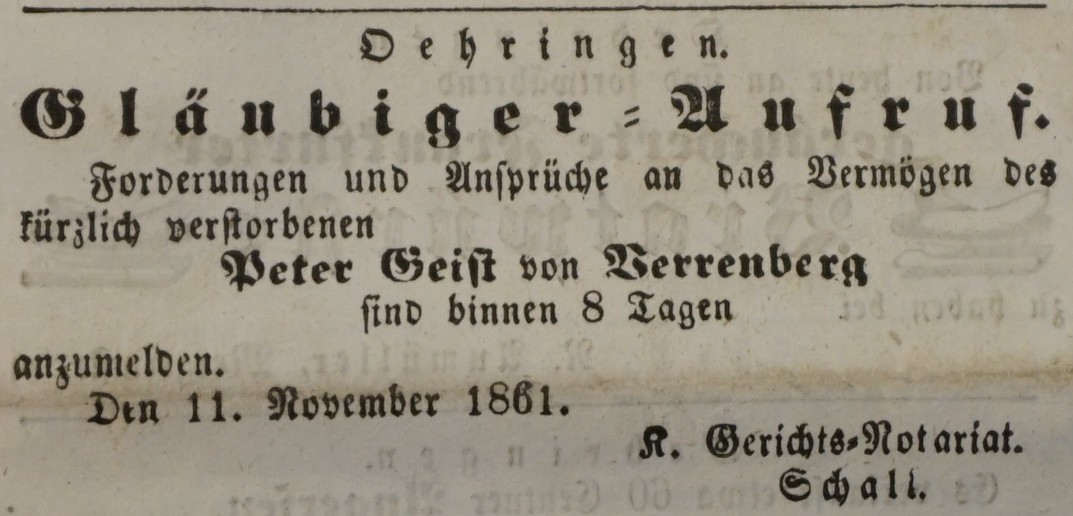 Oehringen.
Gläubiger-Aufruf.
Forderungen und Ansprüche an das Vermögen des
kürzlich verstorbenen
Peter Geist von Verrenberg
sind binnen 8 Tagen
anzumelden.
Den 11. November 1861.
K. Gerichts-Notariat.
Schall.